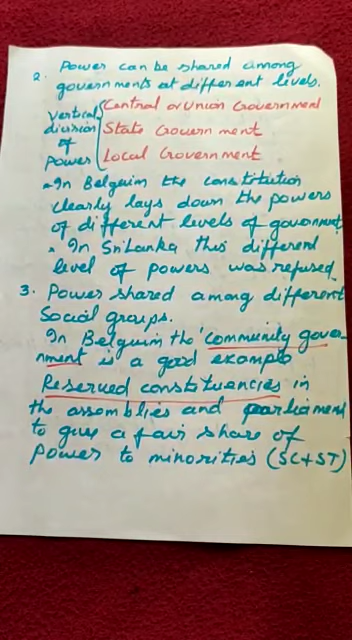 2. Power can be shared among
governments at different levels.
Vertical division of Power
Central or Union Government
State Government
Local Government
In Belguim the constitution
clearly lays down the powers
of different levels of government
In SriLanka this different
level of powers was refused.
3. Power shared among different
Social groups.
In Belguim the 'Community gover-
nment is a good example
Reserved constituencies in
the assemblies and parliament
to give a fair share of
Power to minorities (SC+ST)